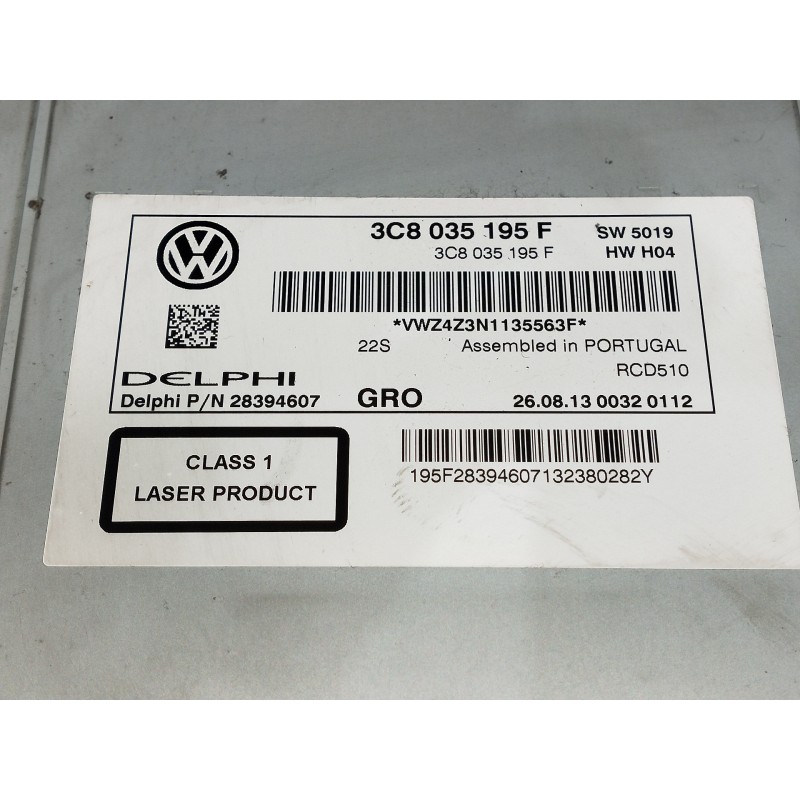 3C8 035 195 F SW 5019
3C8 035 195 F HW H04
*VWZ4Z3N1135563F*
22S Assembled in PORTUGAL
RCD510
DELPHI
Delphi P/N 28394607 GRO 26.08.13 0032 0112
CLASS 1
LASER PRODUCT
195F28394607132380282Y